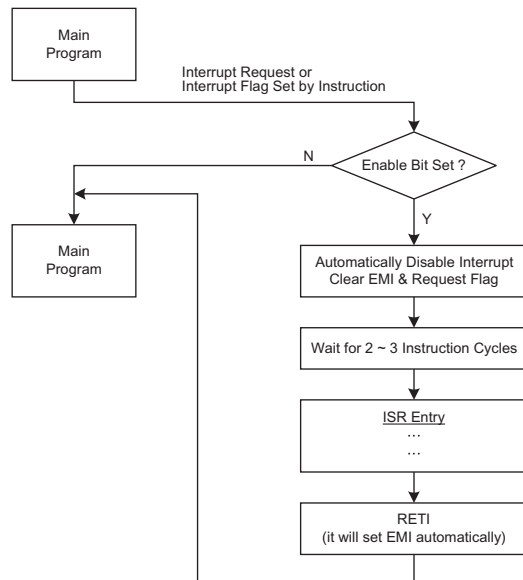 Main
Program
Interrupt Request or
Interrupt Flag Set by Instruction
N
Enable Bit Set ?
Y
Main
Program
Automatically Disable Interrupt
Clear EMI & Request Flag
Wait for 2 ~ 3 Instruction Cycles
ISR Entry
...
...
RETI
(it will set EMI automatically)